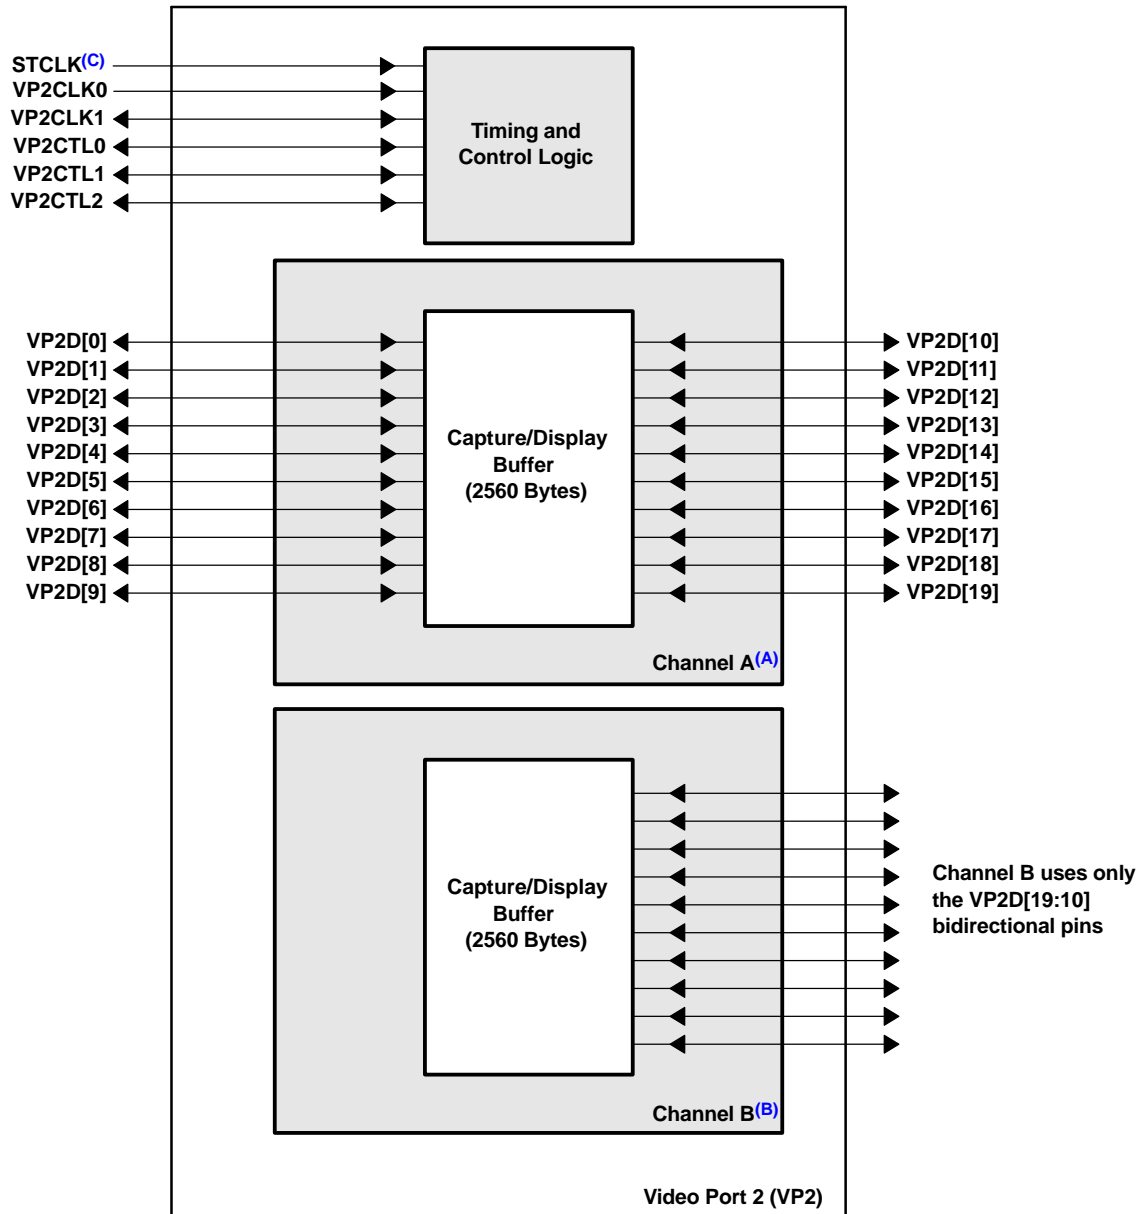 STCLK(C)
VP2CLK0
VP2CLK1
VP2CTL0
VP2CTL1
VP2CTL2
Timing and
Control Logic
VP2D[0]
VP2D[1]
VP2D[2]
VP2D[3]
VP2D[4]
VP2D[5]
VP2D[6]
VP2D[7]
VP2D[8]
VP2D[9]
Capture/Display
Buffer
(2560 Bytes)
VP2D[10]
VP2D[11]
VP2D[12]
VP2D[13]
VP2D[14]
VP2D[15]
VP2D[16]
VP2D[17]
VP2D[18]
VP2D[19]
Channel A(A)
Capture/Display
Buffer
(2560 Bytes)
Channel B uses only
the VP2D[19:10]
bidirectional pins
Channel B(B)
Video Port 2 (VP2)